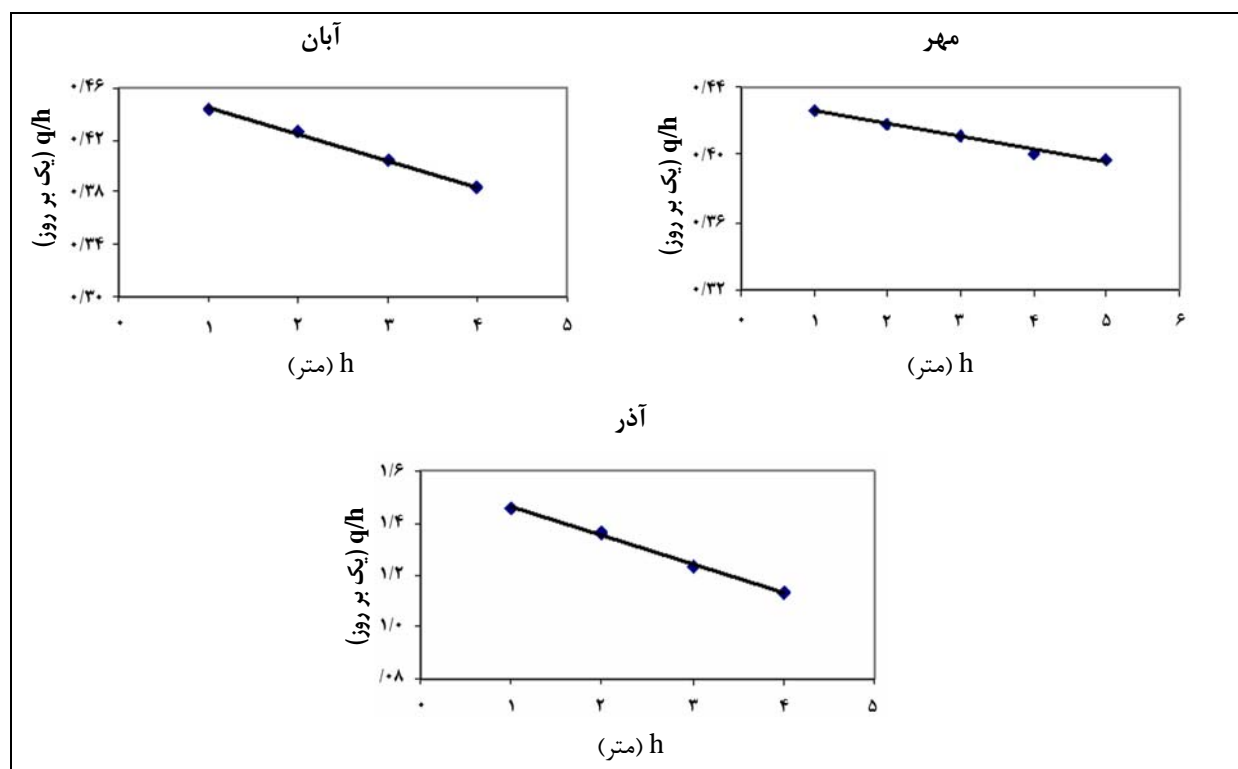 مهر
۰/۴۴
۰/۴۰
۰/۳۶
۰/۳۲
q/h (یک بر روز)
۰ ۱ ۲ ۳ ۴ ۵ ۶
h (متر)
آبان
۰/۴۶
۰/۴۲
۰/۳۸
۰/۳۴
۰/۳۰
q/h (یک بر روز)
۰ ۱ ۲ ۳ ۴ ۵
h (متر)
آذر
۱/۶
۱/۴
۱/۲
۱/۰
/۰۸
q/h (یک بر روز)
۰ ۱ ۲ ۳ ۴ ۵
h (متر)